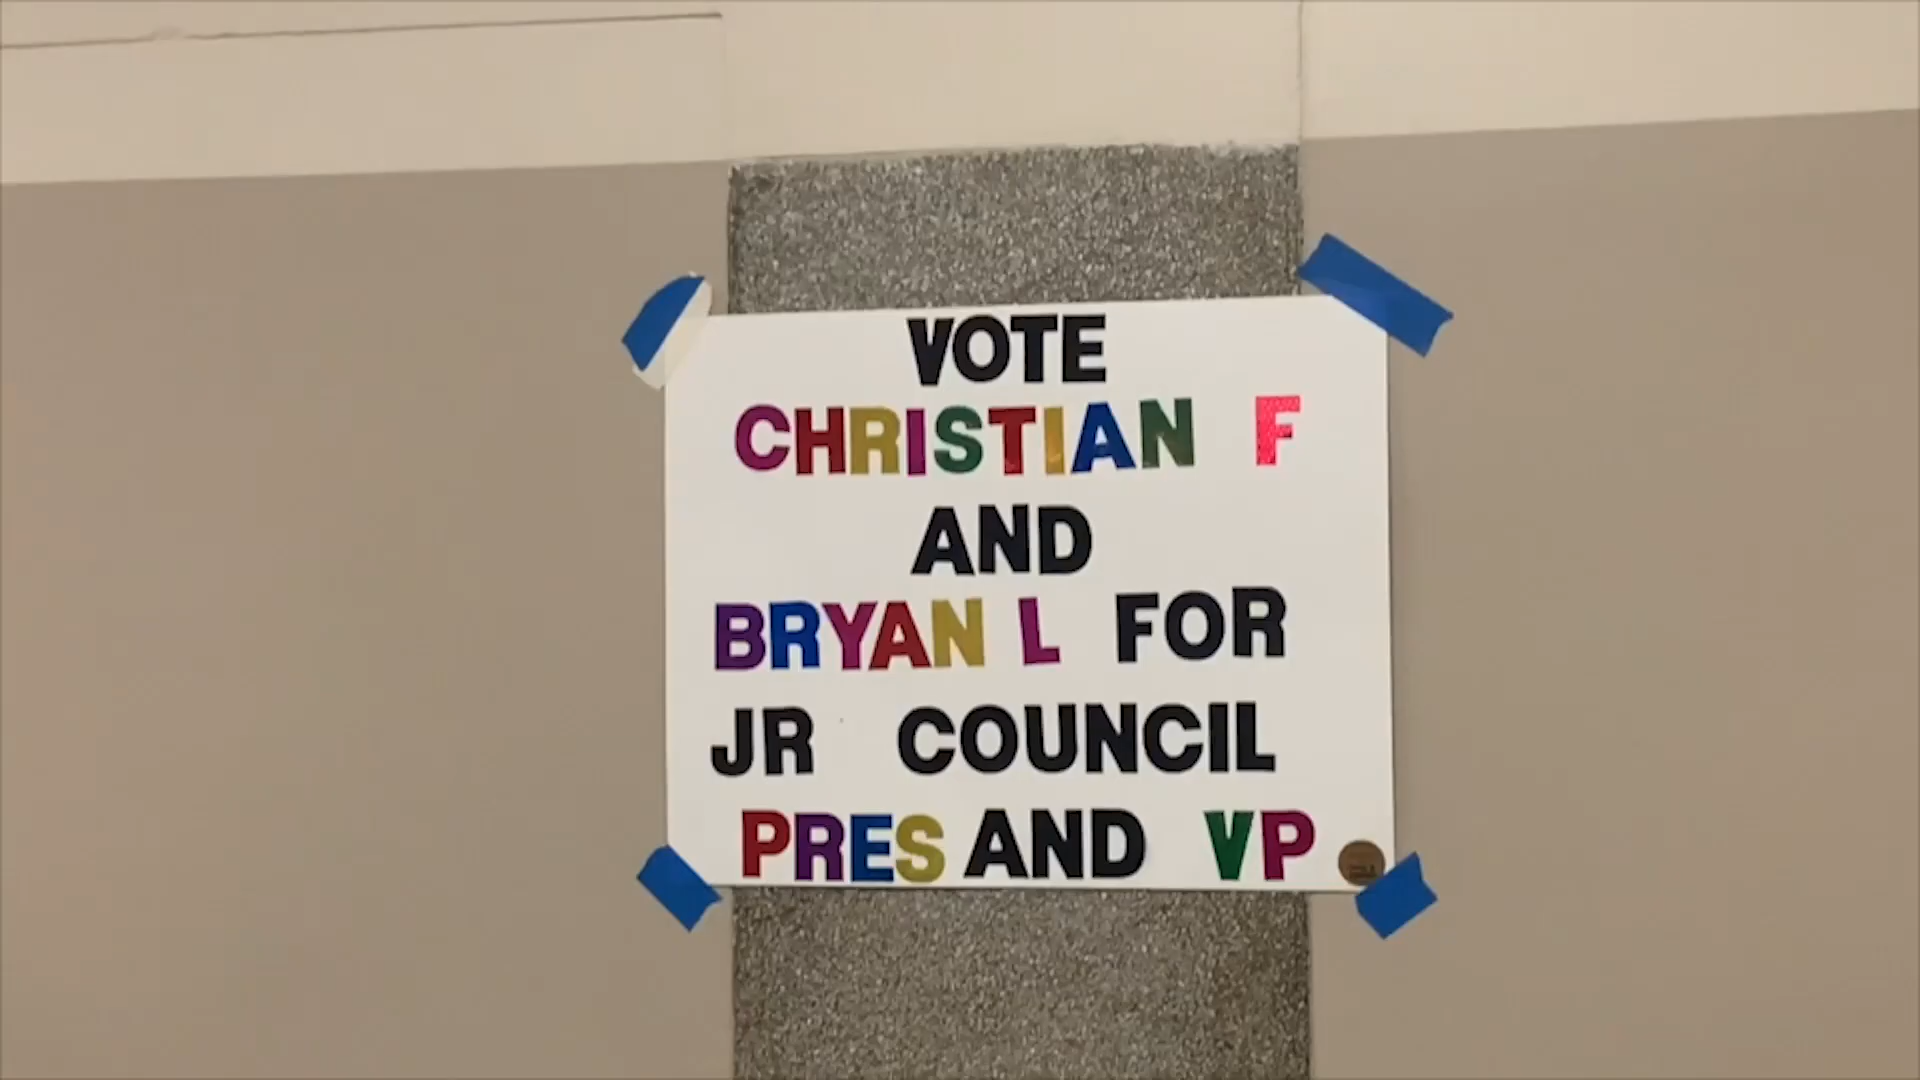 VOTE
CHRISTIAN F
AND
BRYAN L FOR
JR COUNCIL
PRES AND VP